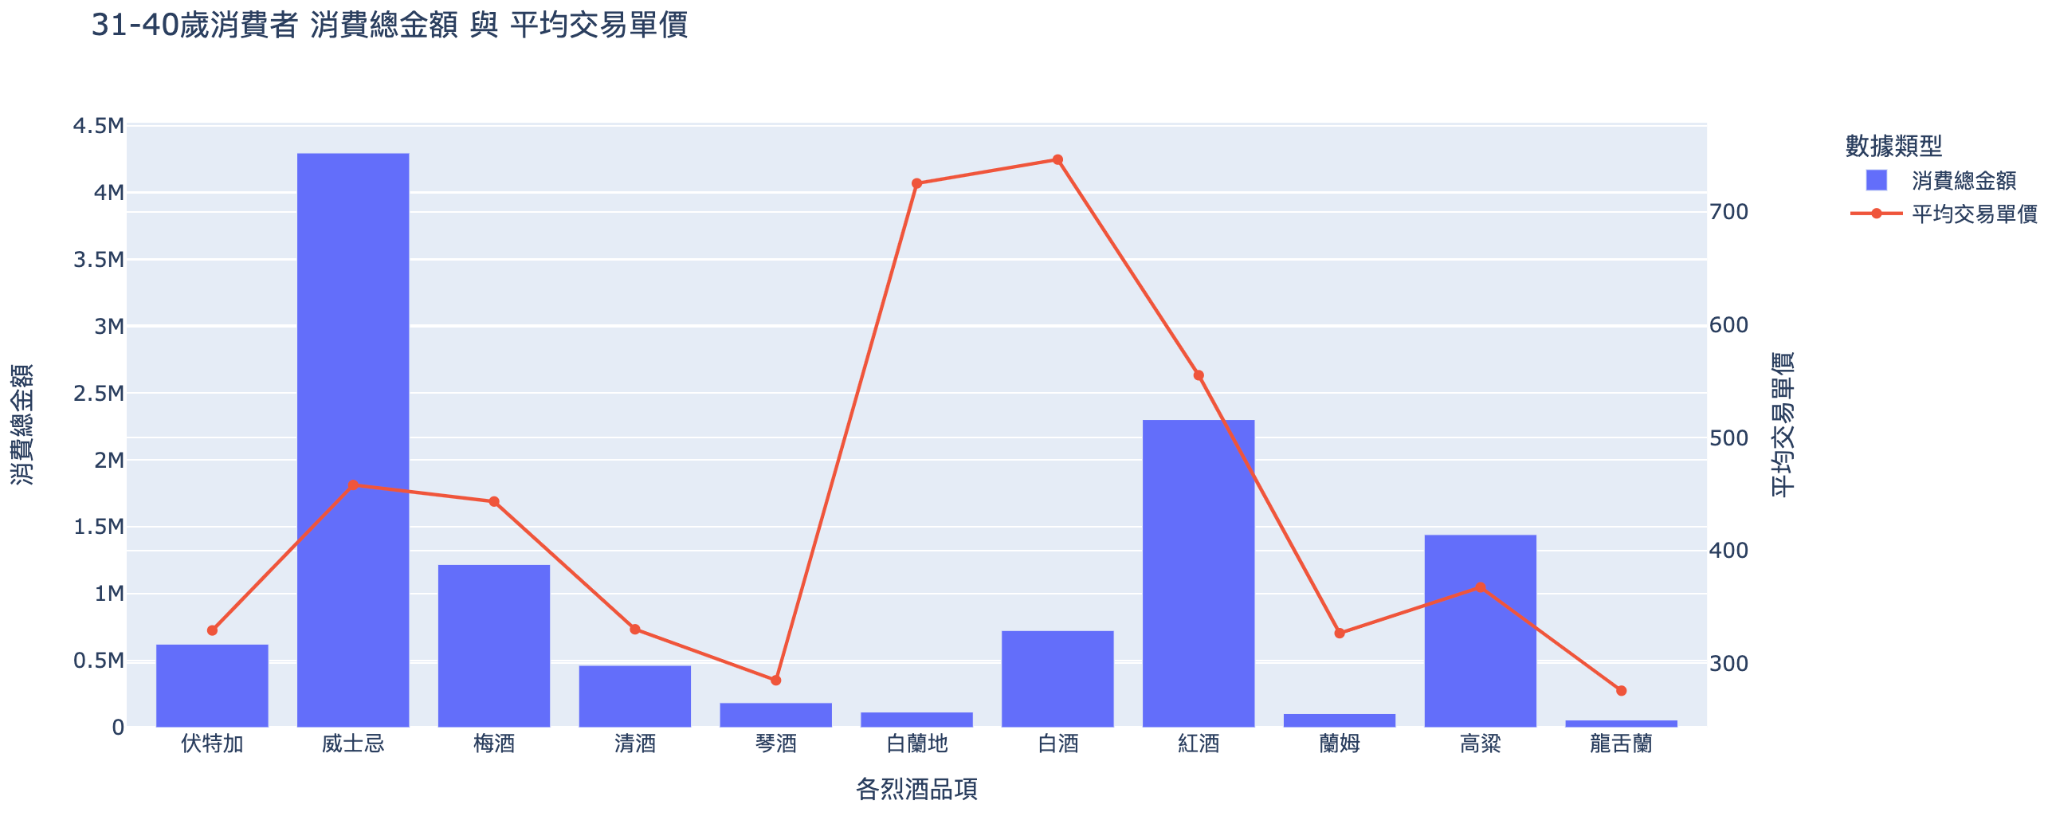 31-40歲消費者 消費總金額 與 平均交易單價
4.5M
4M
3.5M
3M
2.5M
2M
1.5M
1M
0.5M
0
消費總金額
700
600
500
400
300
平均交易單價
數據類型
消費總金額
平均交易單價
伏特加 威士忌 梅酒 清酒 琴酒 白蘭地 白酒 紅酒 蘭姆 高粱 龍舌蘭
各烈酒品項